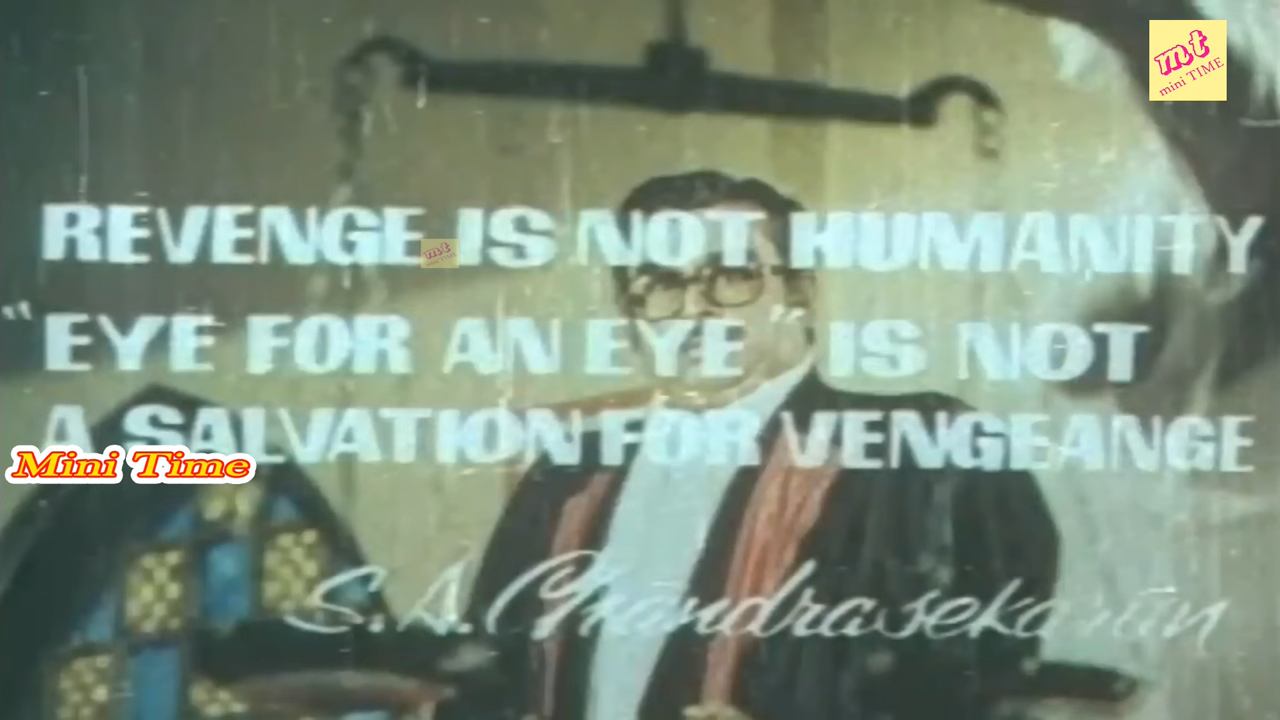 mt
mini TIME
REVENGE IS NOT HUMANITY
mt
"EYE FOR AN EYE" IS NOT
A SALVATION FOR VENGEANGE
Mini Time
S.A. Chandrasekaran